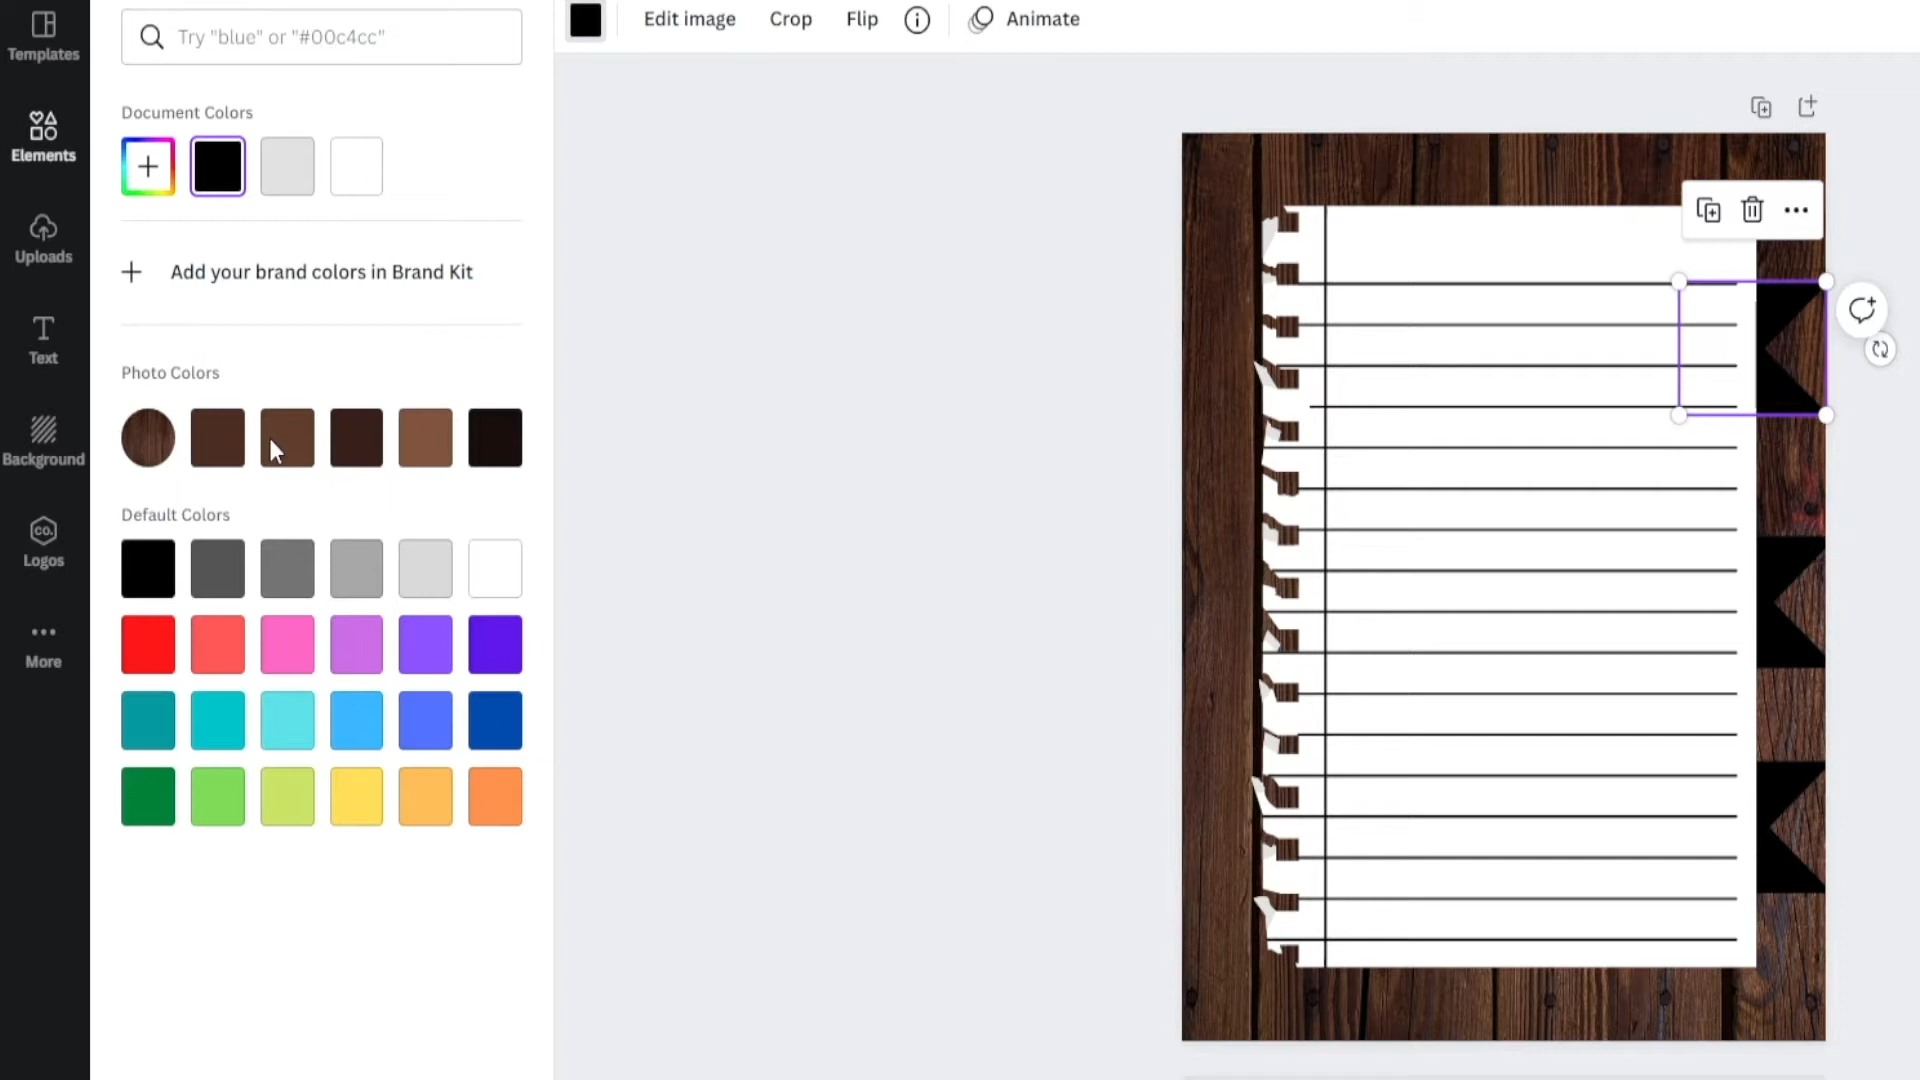 Templates
Elements
Uploads
Text
Background
CO.
Logos
More
Try "blue" or "#00c4cc"
Document Colors
Add your brand colors in Brand Kit
Photo Colors
Default Colors
Edit image
Crop
Flip
Animate